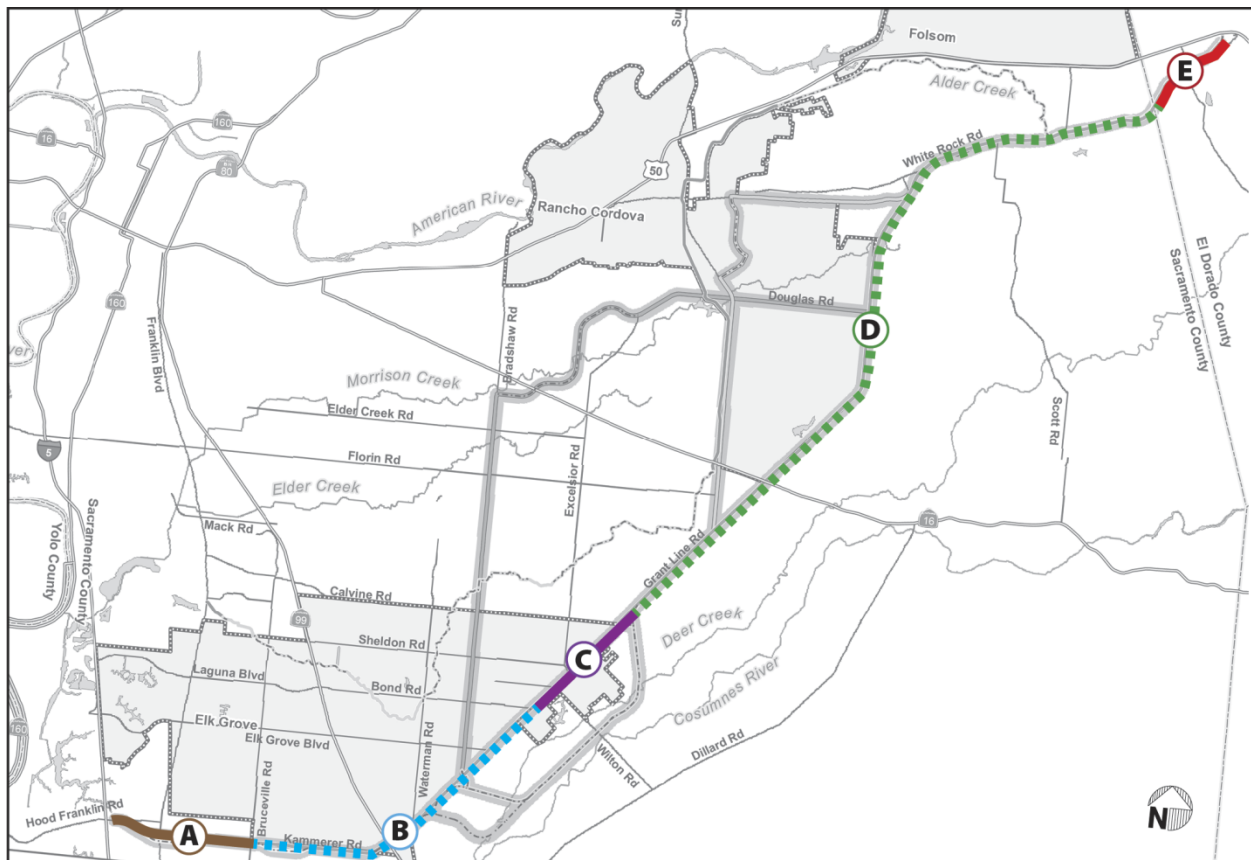 Folsom
E
Alder Creek
16
160
80
50
White Rock Rd
American River
Rancho Cordova
El Dorado County
Sacramento County
160
Franklin Blvd
Bradshaw Rd
Douglas Rd
D
Morrison Creek
Elder Creek Rd
Scott Rd
5
Florin Rd
Excelsior Rd
Elder Creek
16
Mack Rd
Grant Line Rd
Yolo County
Sacramento County
Calvine Rd
99
Sheldon Rd
Deer Creek
C
Laguna Blvd
Bond Rd
Cosumnes River
160
Elk Grove
Elk Grove Blvd
Waterman Rd
Wilton Rd
Dillard Rd
Bruceville Rd
Hood Franklin Rd
A
Kammerer Rd
B
N